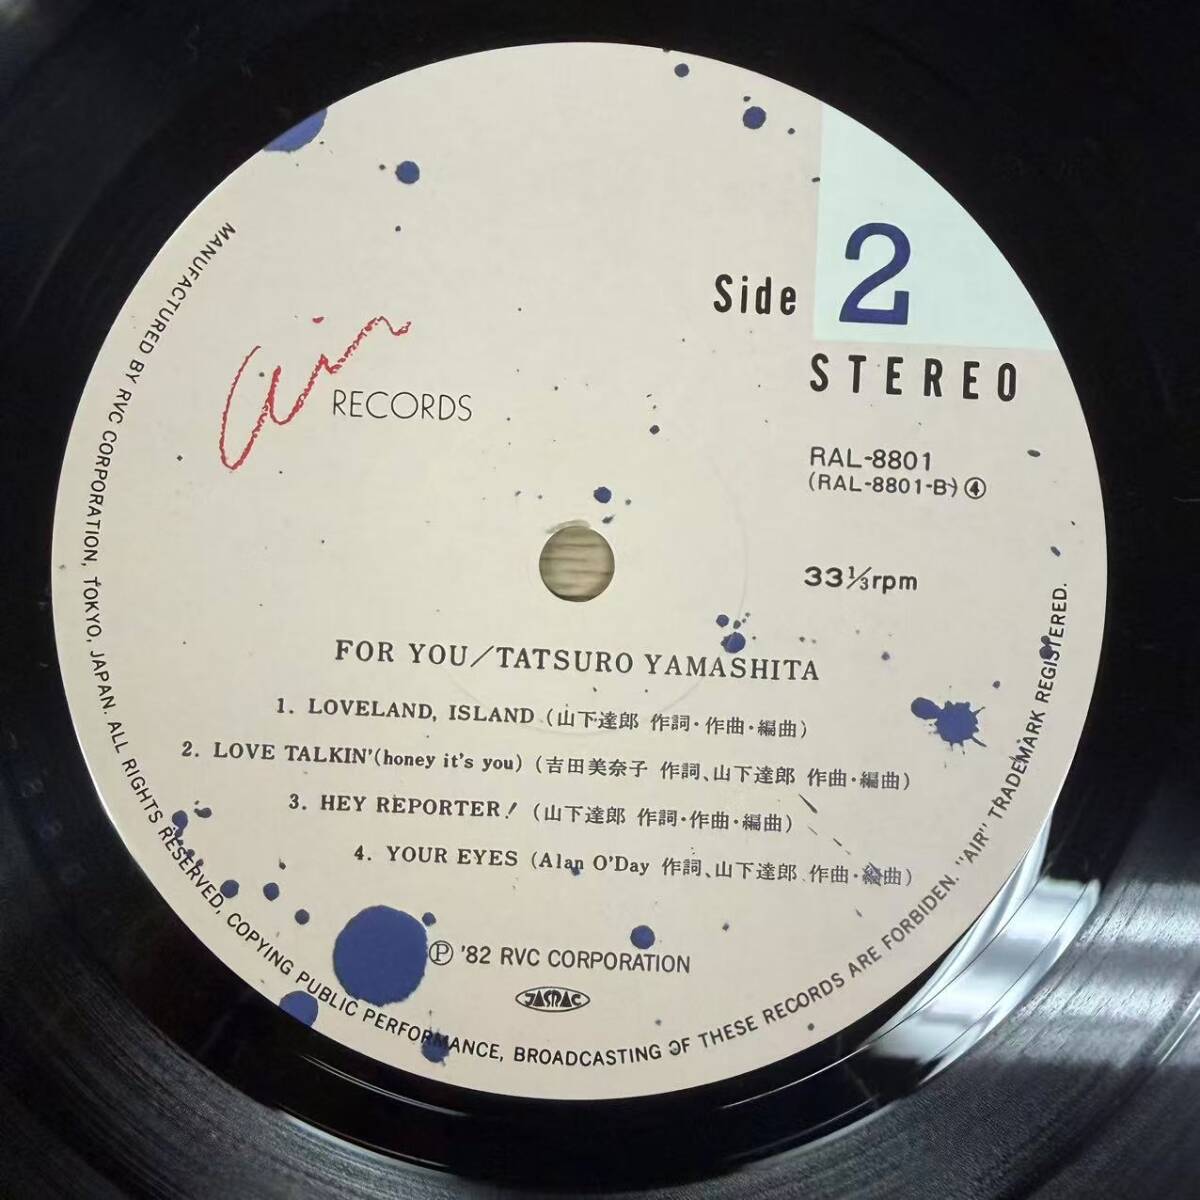 Side 2
STEREO
air RECORDS
RAL-8801
(RAL-8801-B) ④
33⅓rpm
FOR YOU/TATSURO YAMASHITA
1. LOVELAND, ISLAND (山下達郎 作詞・作曲・編曲)
2. LOVE TALKIN' (honey it's you) (吉田美奈子 作詞、山下達郎 作曲・編曲)
3. HEY REPORTER! (山下達郎 作詞・作曲・編曲)
4. YOUR EYES (Alan O'Day 作詞、山下達郎 作曲・編曲)
Ⓟ '82 RVC CORPORATION
JASRAC
MANUFACTURED BY RVC CORPORATION, TOKYO, JAPAN. ALL RIGHTS RESERVED, COPYING PUBLIC PERFORMANCE, BROADCASTING OF THESE RECORDS ARE FORBIDEN. "AIR" TRADEMARK REGISTERED.